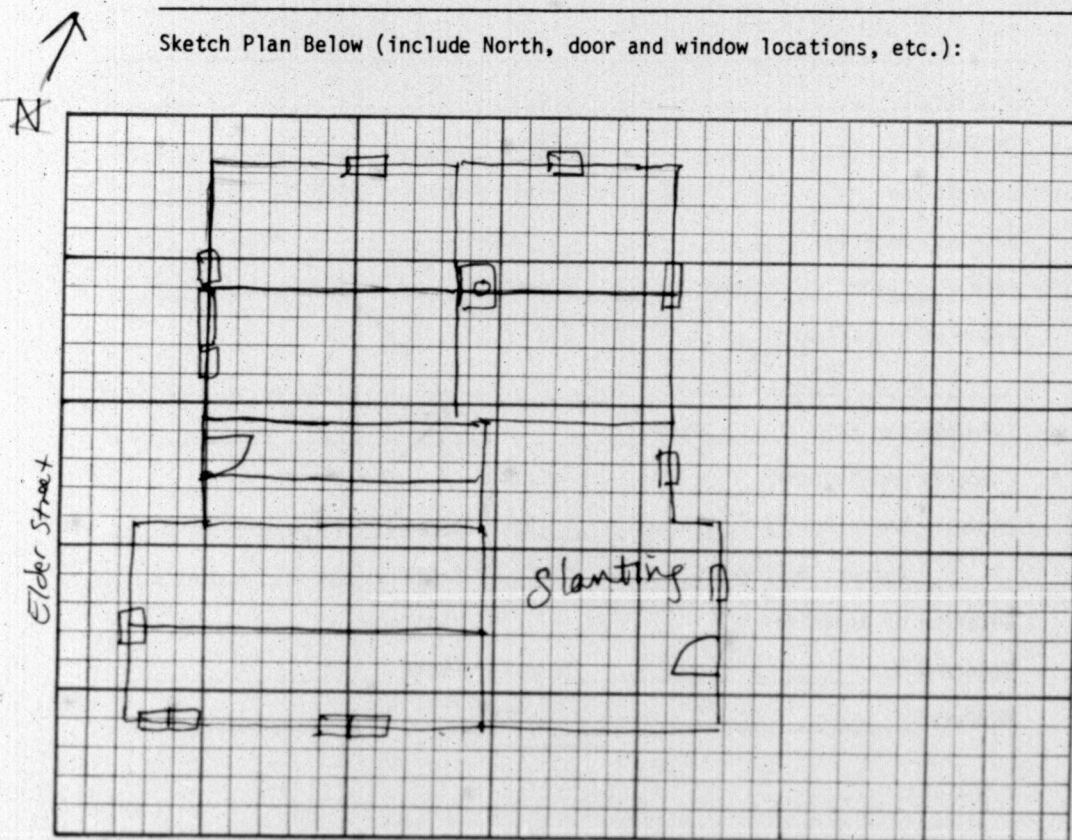 Sketch Plan Below (include North, door and window locations, etc.):
N
Elder Street
Slanting